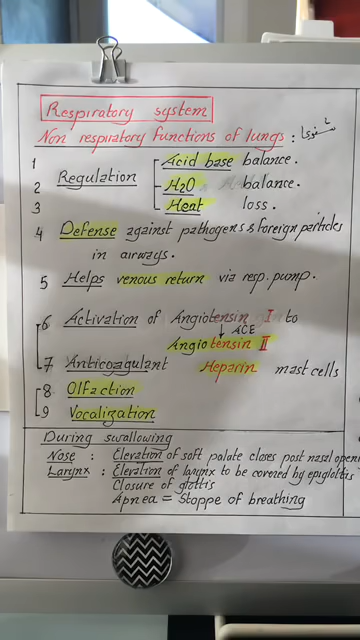 Respiratory system
Non respiratory functions of lungs : شفوي
1 Acid base balance.
2 Regulation H₂O balance.
3 Heat loss.
4 Defense against pathogens & foreign particles
in airways.
5 Helps venous return via resp. pump.
6 Activation of Angiotensin I to
↓ ACE
Angiotensin II
7 Anticoagulant Heparin mast cells
8 Olfaction
9 Vocalization
During swallowing
Nose : Elevation of soft palate closes post nasal openi
Larynx : Elevation of larynx to be covered by epiglottis
Closure of glottis
Apnea = Stoppe of breathing